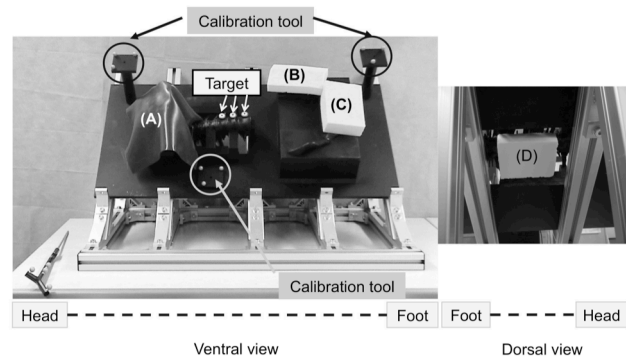 Calibration tool
Target
(A)
(B)
(C)
(D)
Calibration tool
Head
Foot
Foot
Head
Ventral view
Dorsal view